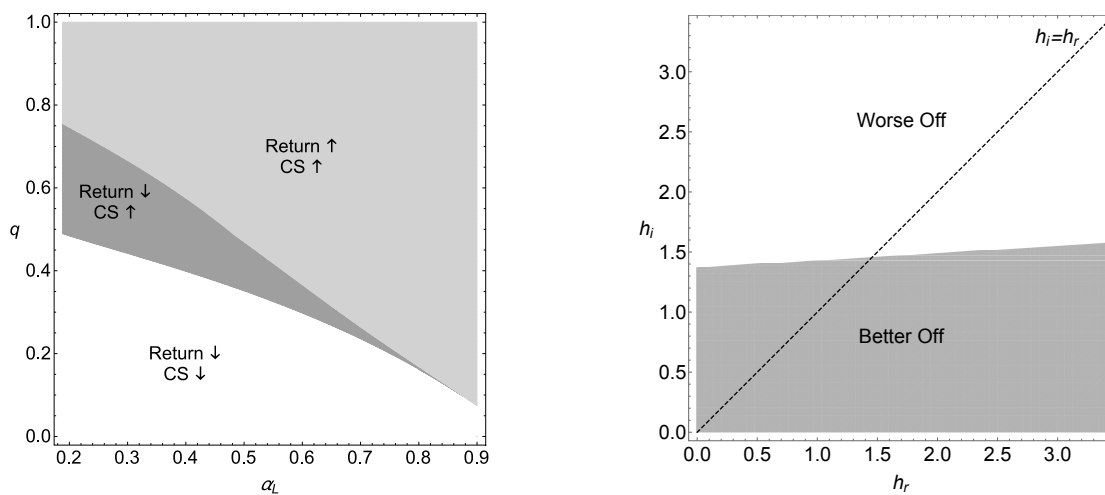 1.0
0.8
0.6
0.4
0.2
0.0
q
Return ↑
CS ↑
Return ↓
CS ↑
Return ↓
CS ↓
0.2 0.3 0.4 0.5 0.6 0.7 0.8 0.9
α_L
3.0
2.5
2.0
1.5
1.0
0.5
0.0
h_i
h_i=h_r
Worse Off
Better Off
0.0 0.5 1.0 1.5 2.0 2.5 3.0
h_r